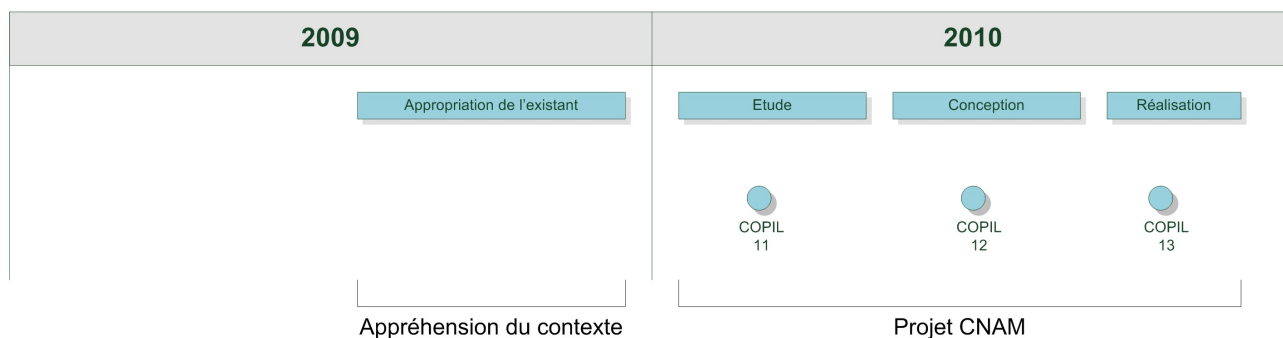 2009
2010
Appropriation de l'existant
Etude
Conception
Réalisation
COPIL
11
COPIL
12
COPIL
13
Appréhension du contexte
Projet CNAM